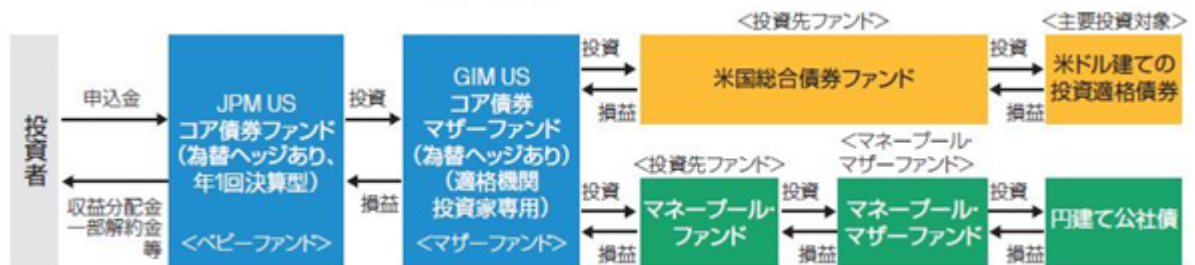 投資者
申込金
収益分配金
一部解約金
等
JPM US
コア債券ファンド
(為替ヘッジあり、
年1回決算型)
<ベビーファンド>
投資
損益
GIM US
コア債券
マザーファンド
(為替ヘッジあり)
(適格機関
投資家専用)
<マザーファンド>
投資
損益
<投資先ファンド>
米国総合債券ファンド
投資
損益
<主要投資対象>
米ドル建ての
投資適格債券
投資
損益
<投資先ファンド>
マネープール・
ファンド
投資
損益
<マネープール・
マザーファンド>
マネープール・
マザーファンド
投資
損益
円建て公社債